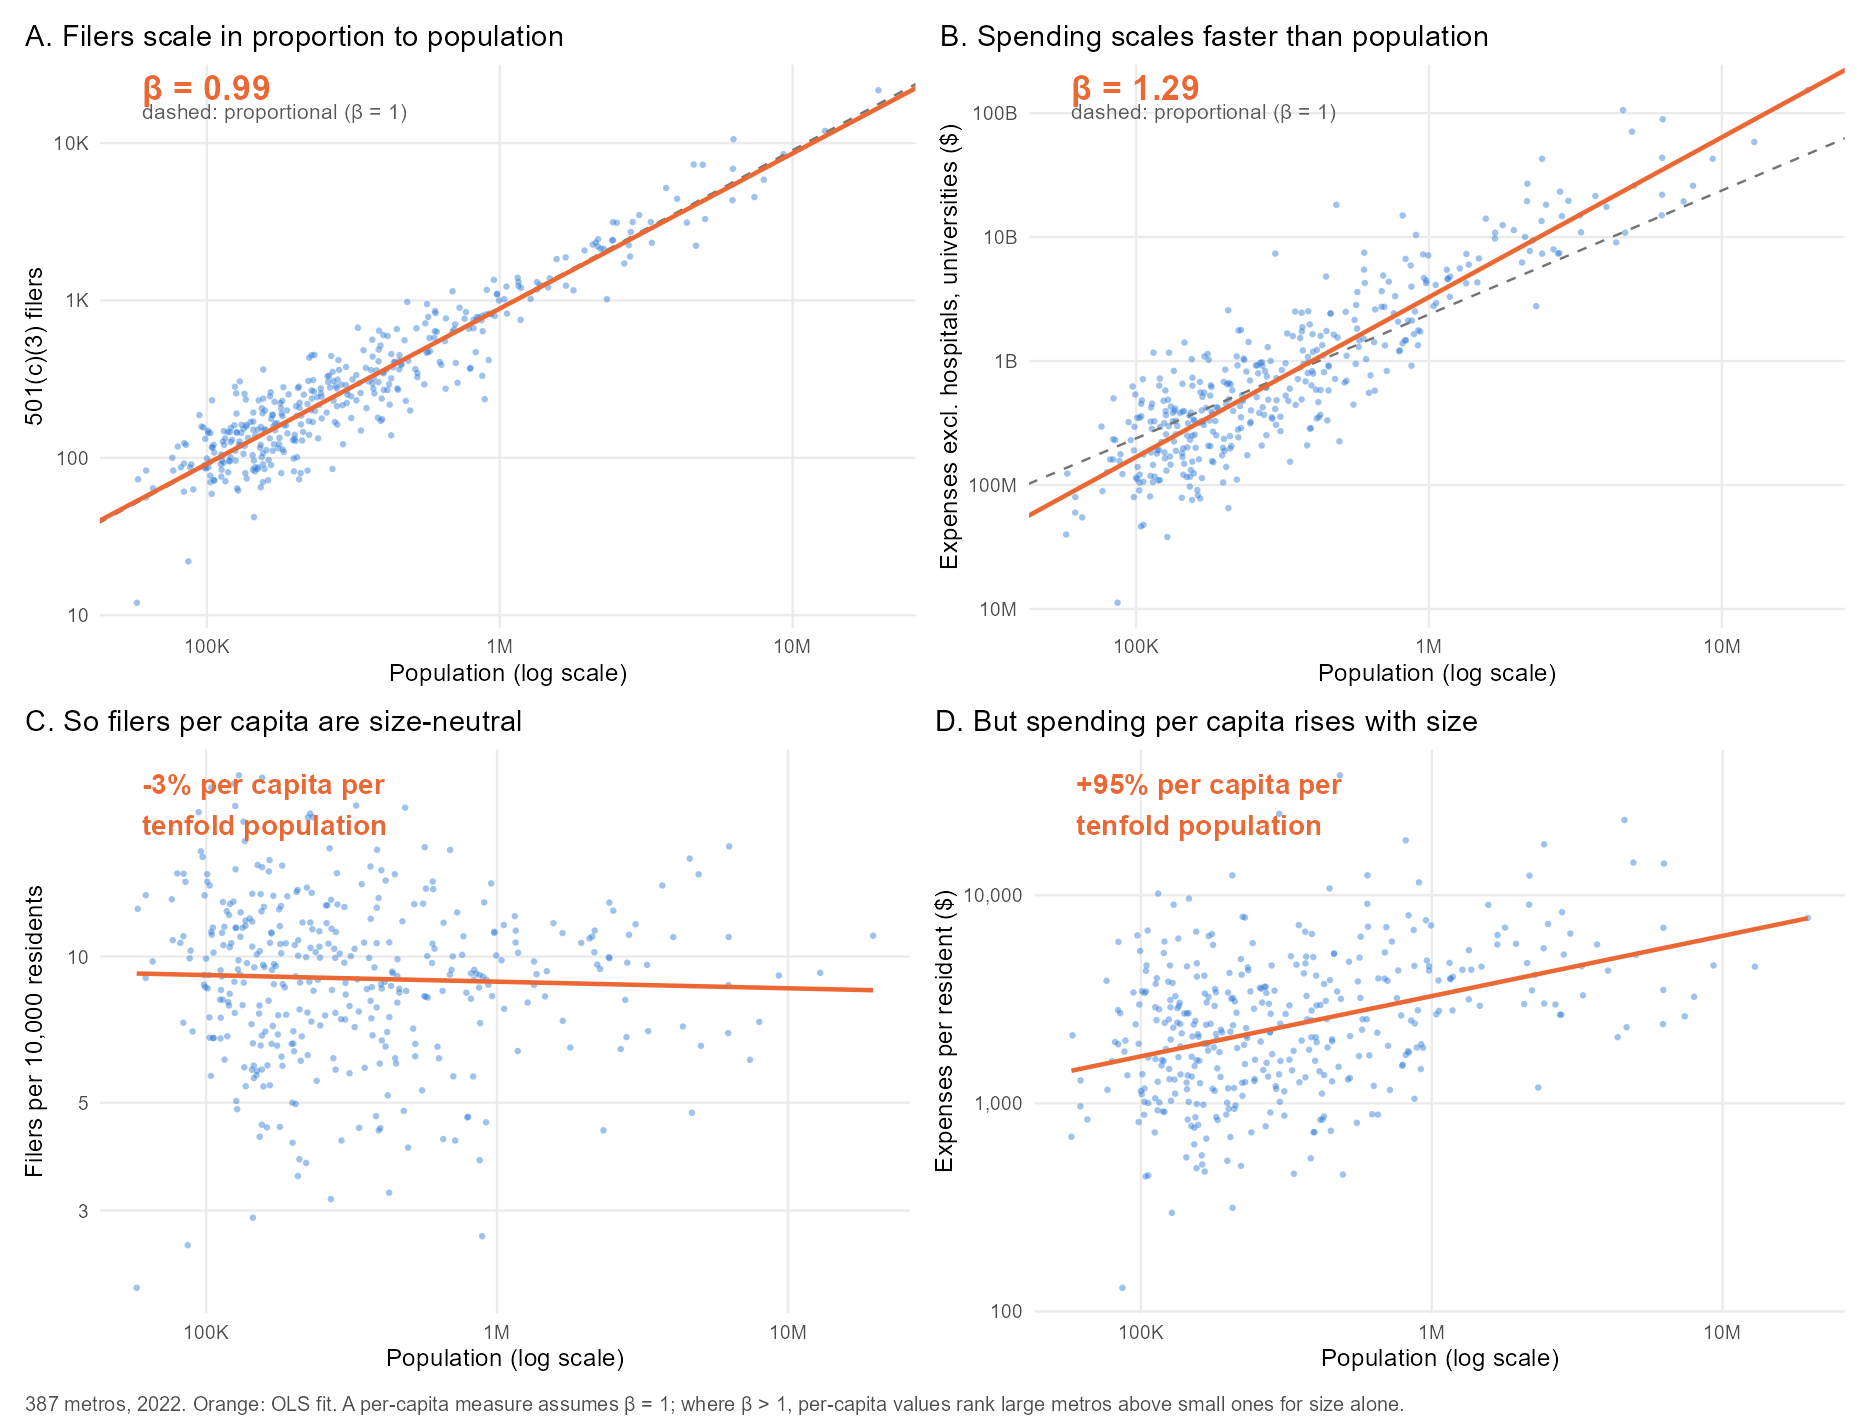 A. Filers scale in proportion to population
β = 0.99
dashed: proportional (β = 1)
501(c)(3) filers
10K
1K
100
10
100K
1M
10M
Population (log scale)
B. Spending scales faster than population
β = 1.29
dashed: proportional (β = 1)
Expenses excl. hospitals, universities ($)
100B
10B
1B
100M
10M
100K
1M
10M
Population (log scale)
C. So filers per capita are size-neutral
-3% per capita per
tenfold population
Filers per 10,000 residents
10
5
3
100K
1M
10M
Population (log scale)
D. But spending per capita rises with size
+95% per capita per
tenfold population
Expenses per resident ($)
10,000
1,000
100
100K
1M
10M
Population (log scale)
387 metros, 2022. Orange: OLS fit. A per-capita measure assumes β = 1; where β > 1, per-capita values rank large metros above small ones for size alone.